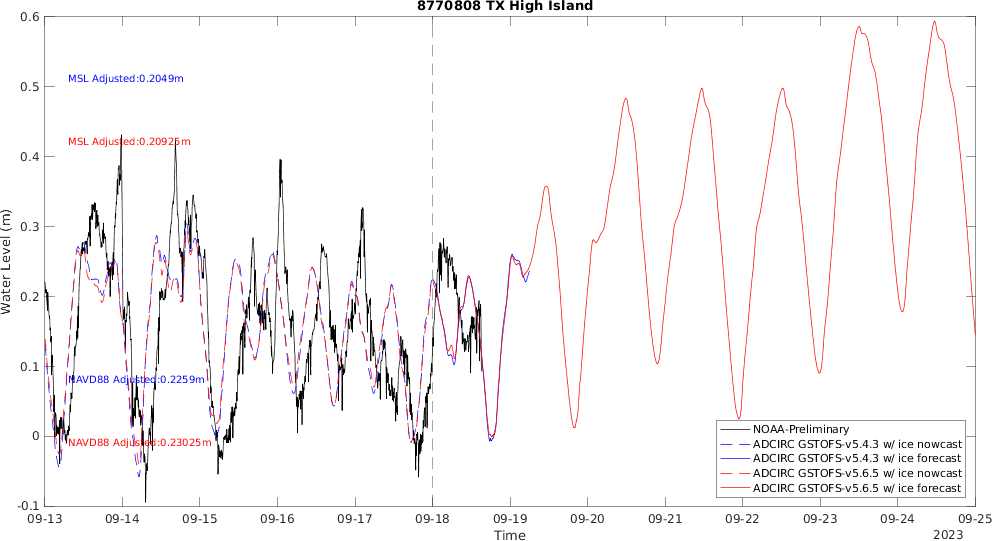 8770808 TX High Island
Water Level (m)
0.6
0.5
0.4
0.3
0.2
0.1
0
-0.1
MSL Adjusted:0.2049m
MSL Adjusted:0.20925m
NAVD88 Adjusted:0.2259m
NAVD88 Adjusted:0.23025m
NOAA-Preliminary
ADCIRC GSTOFS-v5.4.3 w/ ice nowcast
ADCIRC GSTOFS-v5.4.3 w/ ice forecast
ADCIRC GSTOFS-v5.6.5 w/ ice nowcast
ADCIRC GSTOFS-v5.6.5 w/ ice forecast
09-13 09-14 09-15 09-16 09-17 09-18 09-19 09-20 09-21 09-22 09-23 09-24 09-25
Time
2023